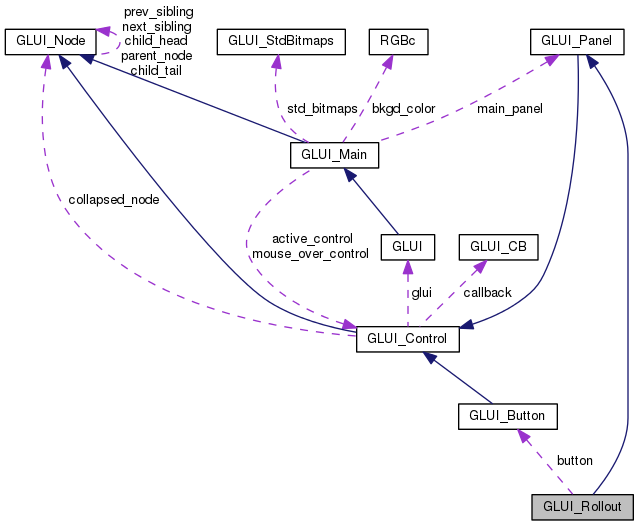 prev_sibling
next_sibling
child_head
parent_node
child_tail
GLUI_Node
GLUI_StdBitmaps
RGBc
GLUI_Panel
std_bitmaps
bkgd_color
main_panel
GLUI_Main
collapsed_node
active_control
mouse_over_control
GLUI
GLUI_CB
glui
callback
GLUI_Control
GLUI_Button
button
GLUI_Rollout